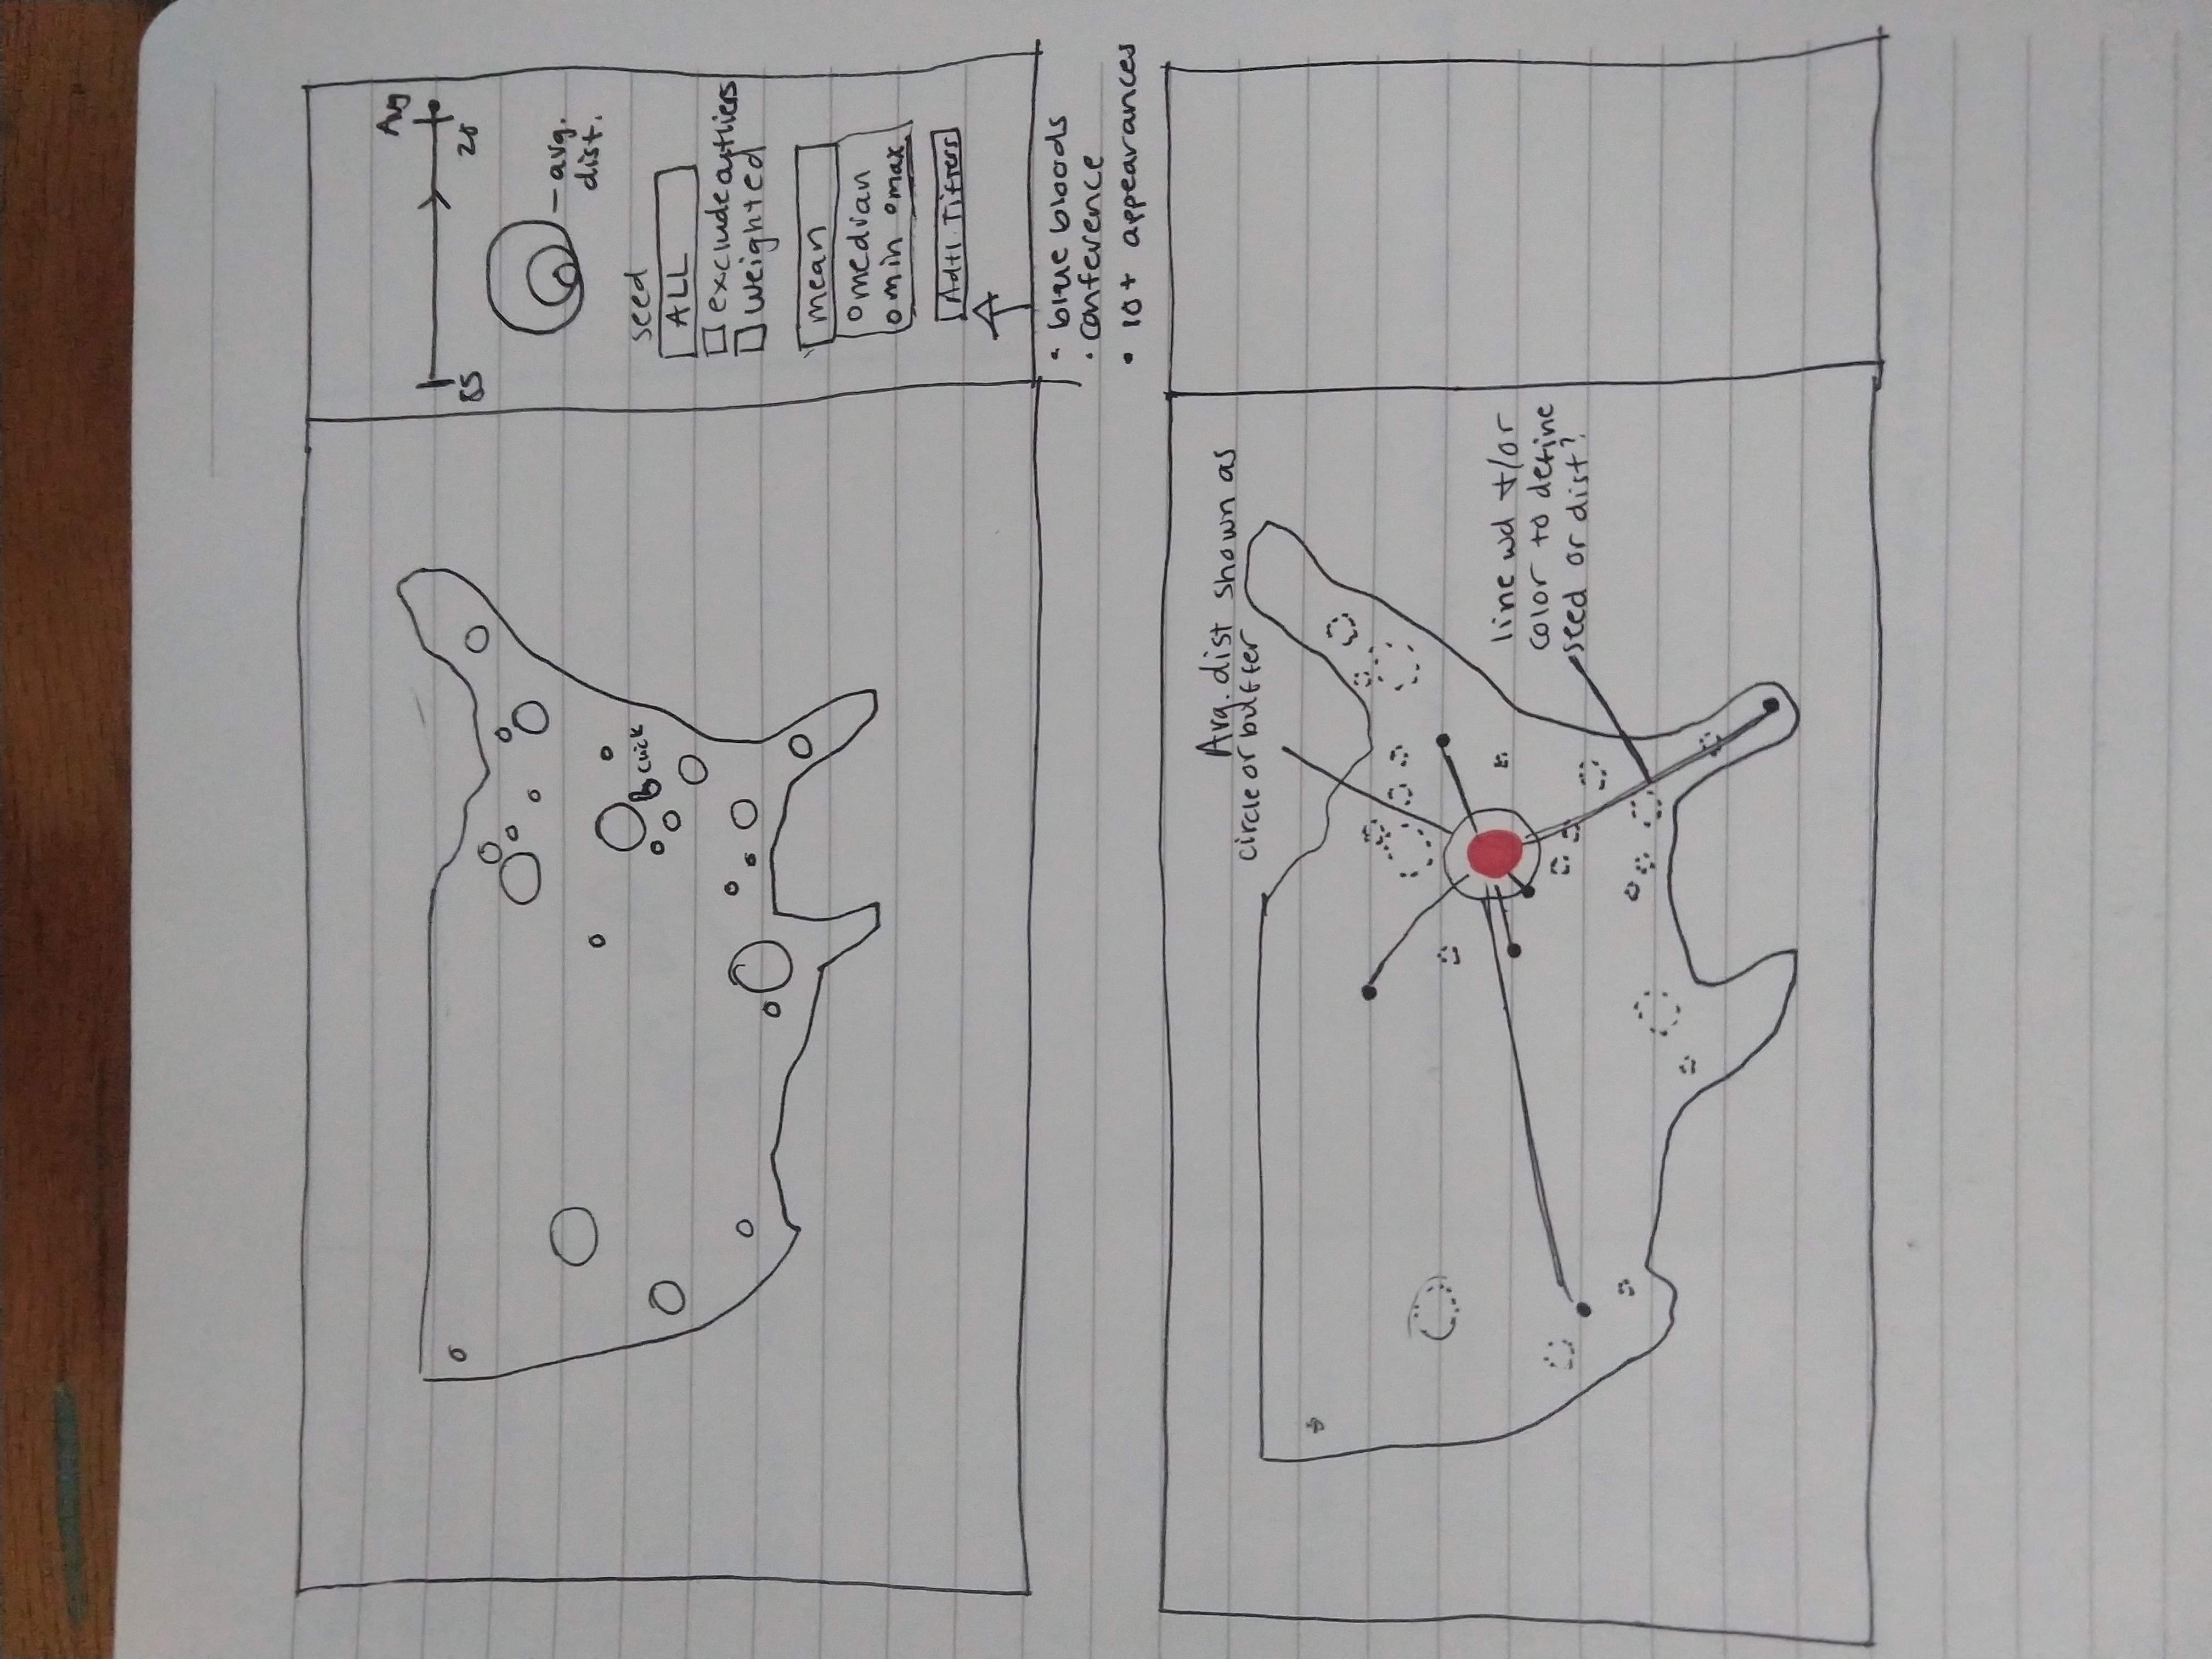 Avg
85 20
avg.
dist.
seed
ALL
exclude outliers
weighted
click
mean
median
min max
Adtl. Filters
• blue bloods
• conference
• 10+ appearances
Avg. dist shown as
circle or buffer
line wd +/or
color to define
seed or dist?